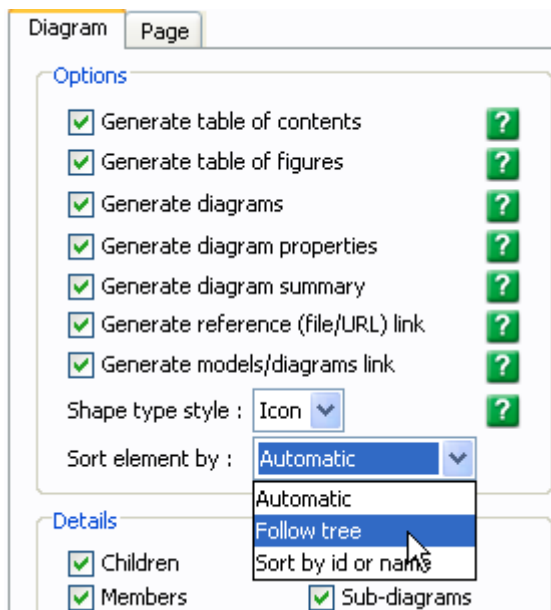 Diagram Page
Options
Generate table of contents ?
Generate table of figures ?
Generate diagrams ?
Generate diagram properties ?
Generate diagram summary ?
Generate reference (file/URL) link ?
Generate models/diagrams link ?
Shape type style : Icon ?
Sort element by : Automatic
Automatic
Follow tree
Sort by id or name
Details
Children
Members Sub-diagrams